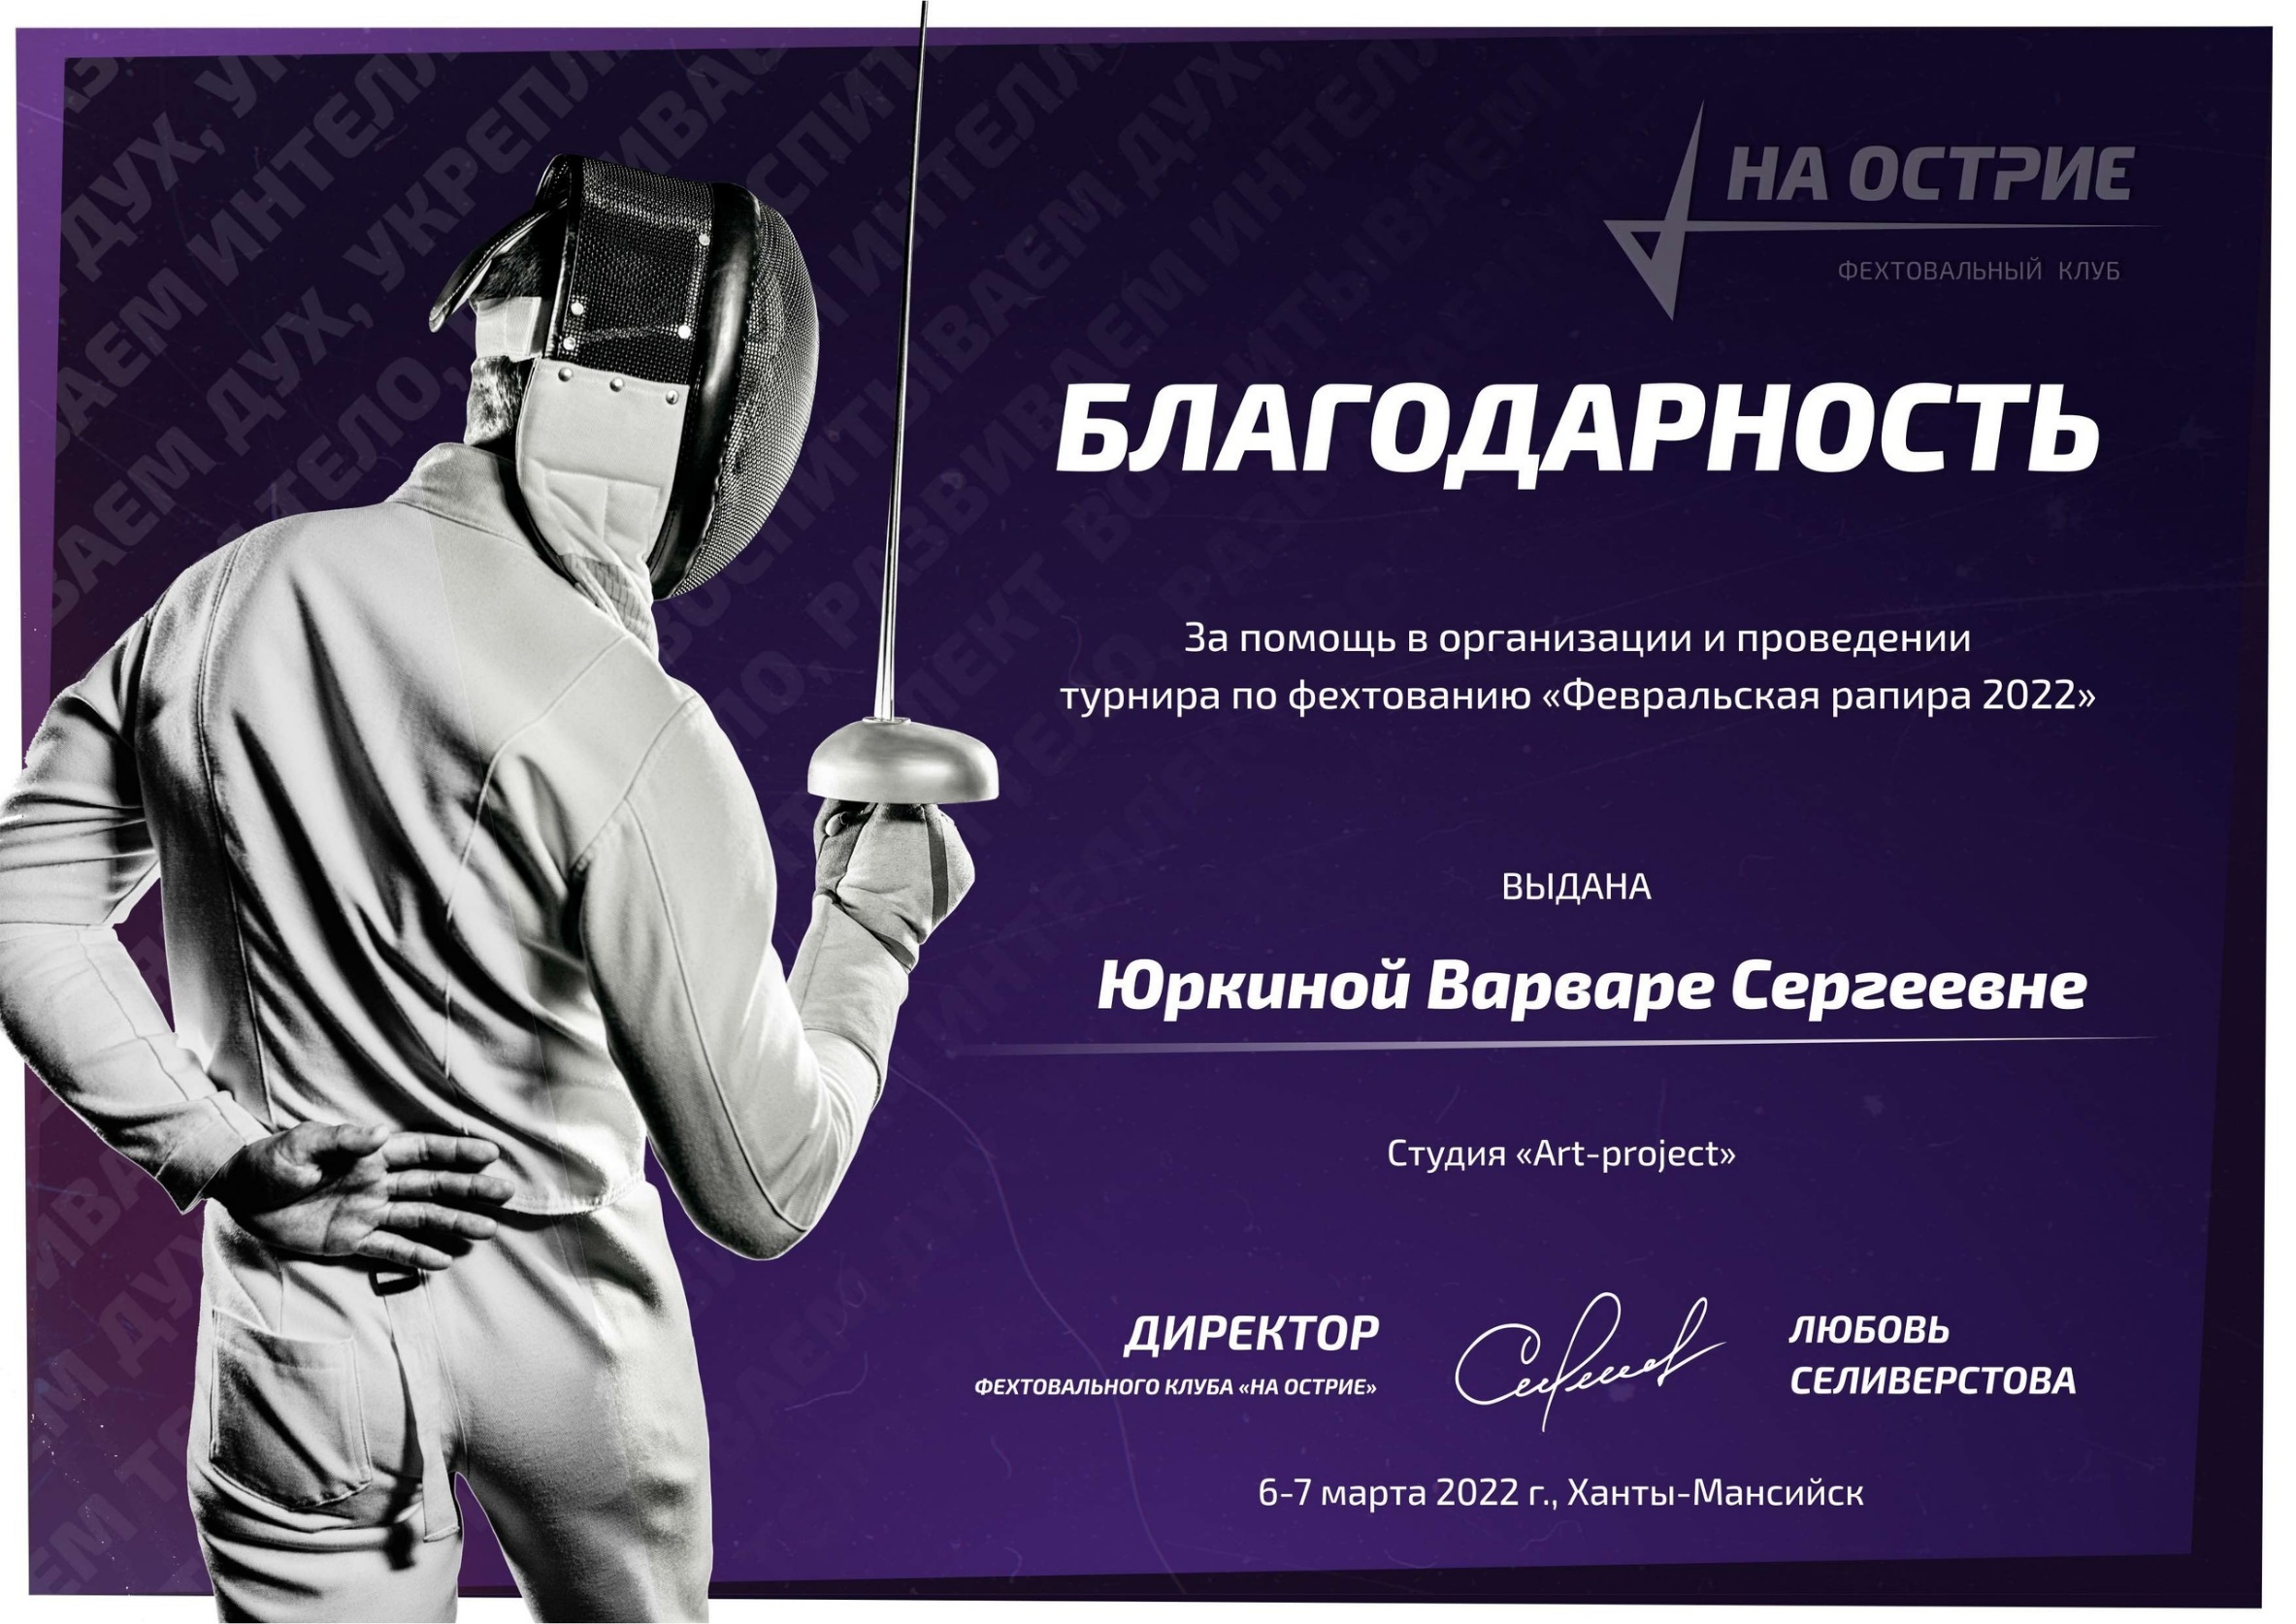 НА ОСТРИЕ
ФЕХТОВАЛЬНЫЙ КЛУБ
БЛАГОДАРНОСТЬ
За помощь в организации и проведении
турнира по фехтованию «Февральская рапира 2022»
ВЫДАНА
Юркиной Варваре Сергеевне
Студия «Art-project»
ДИРЕКТОР
ФЕХТОВАЛЬНОГО КЛУБА «НА ОСТРИЕ»
ЛЮБОВЬ
СЕЛИВЕРСТОВА
6-7 марта 2022 г., Ханты-Мансийск